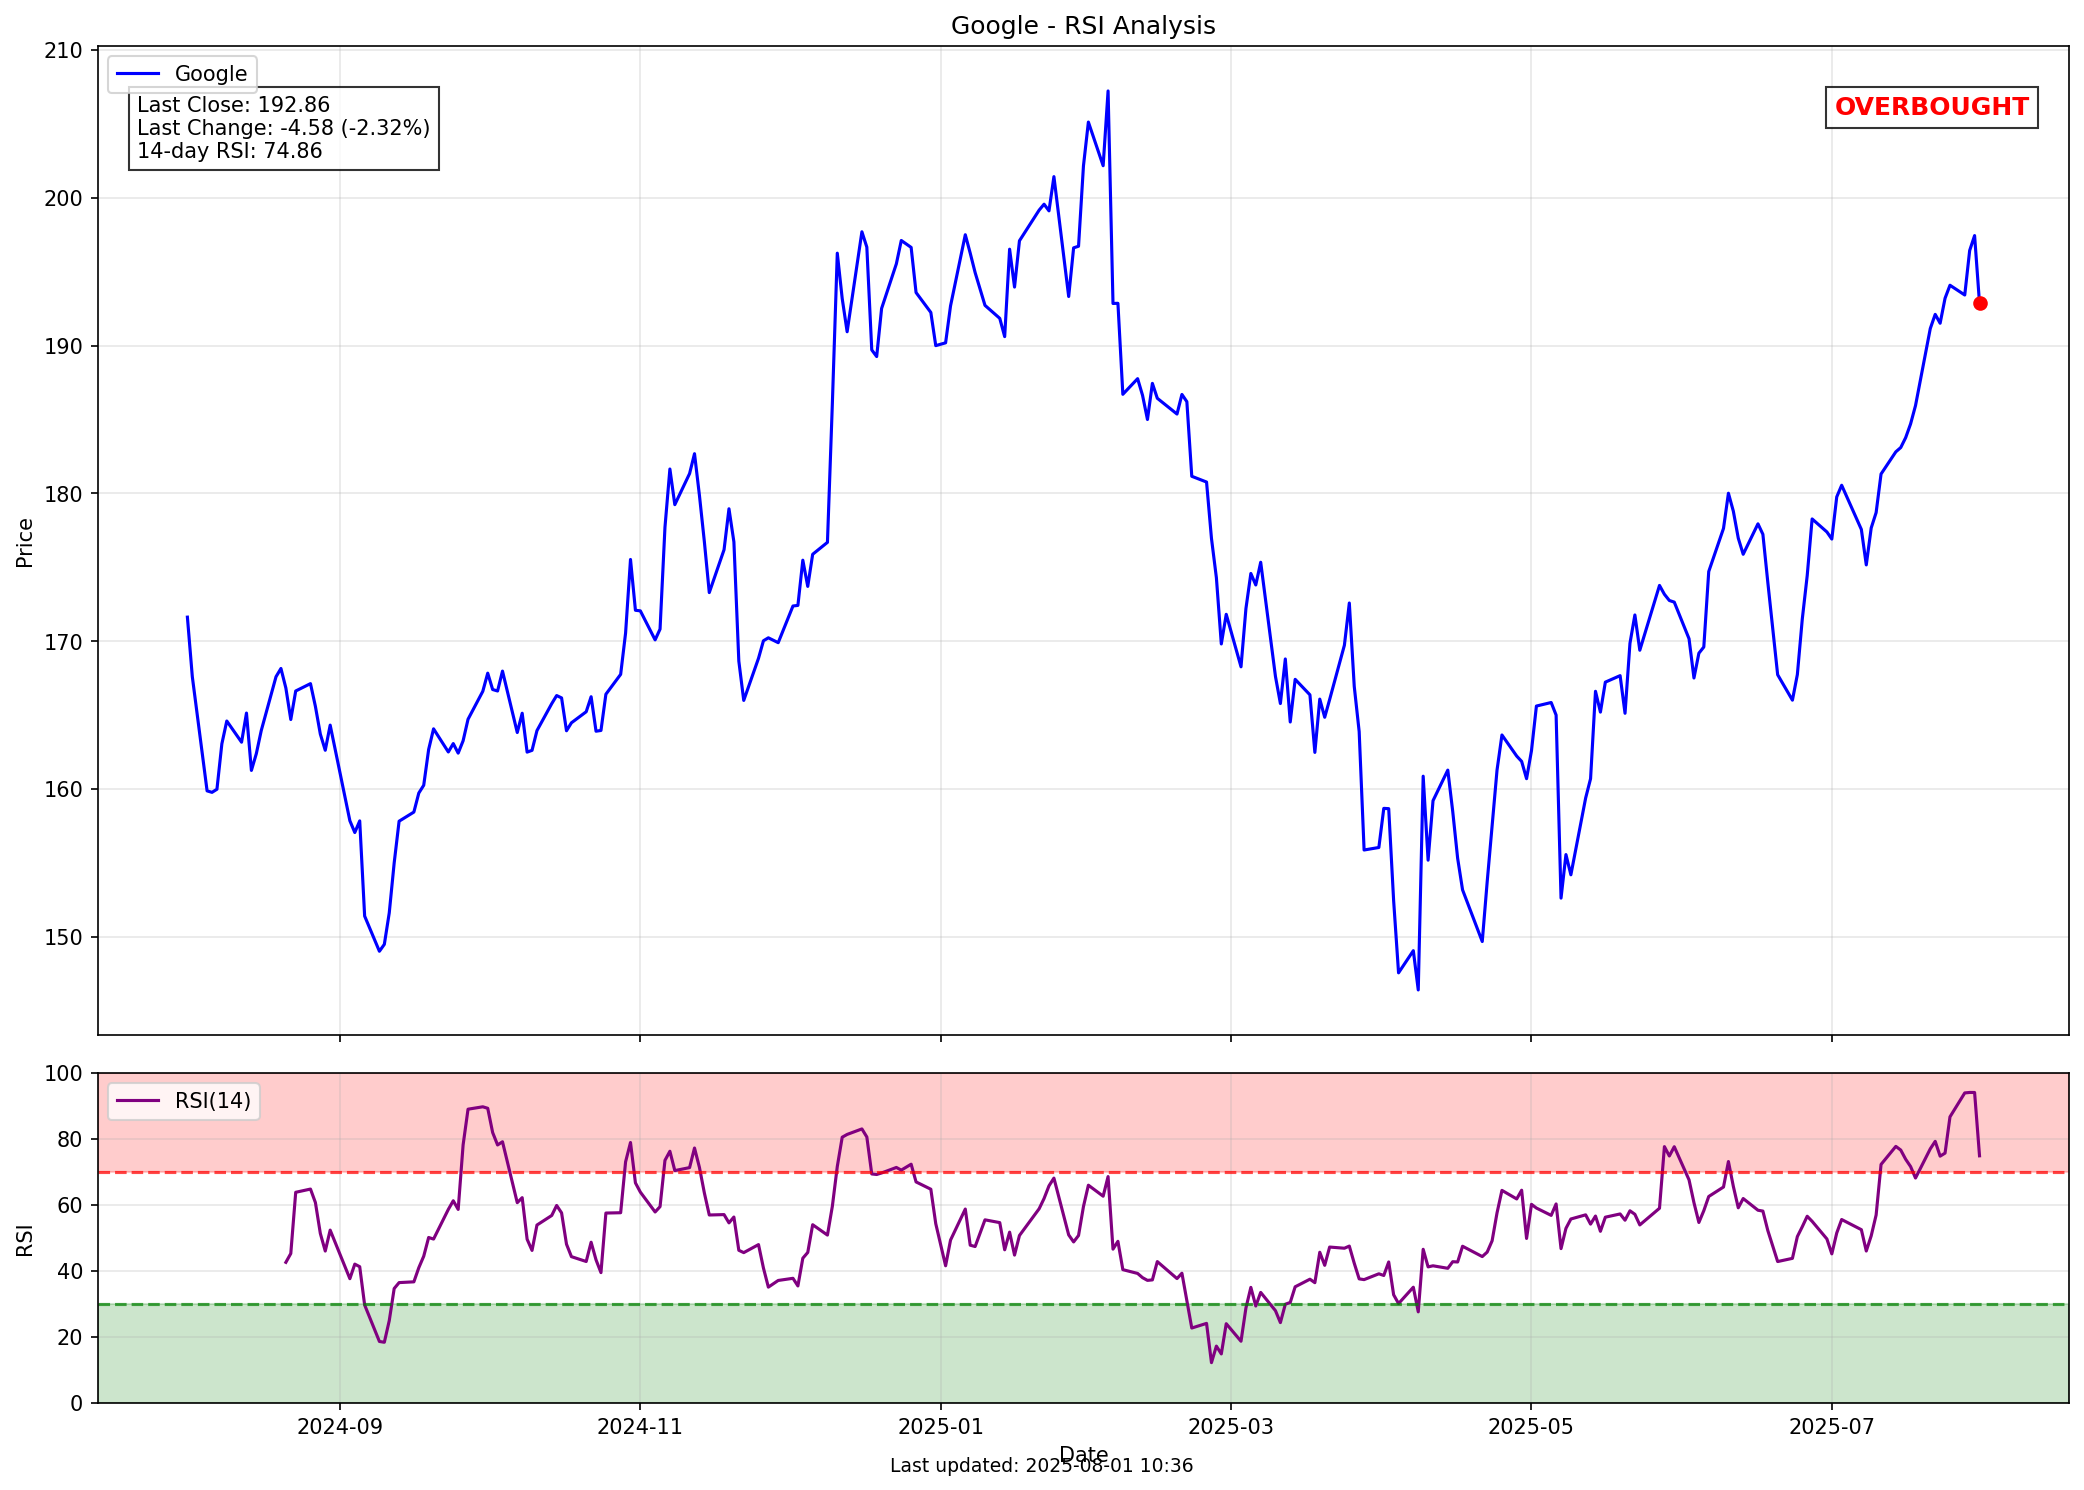 Google - RSI Analysis
Google
Last Close: 192.86
Last Change: -4.58 (-2.32%)
14-day RSI: 74.86
OVERBOUGHT
210
200
190
180
170
160
150
Price
RSI(14)
100
80
60
40
20
0
RSI
2024-09
2024-11
2025-01
2025-03
2025-05
2025-07
Date
Last updated: 2025-08-01 10:36